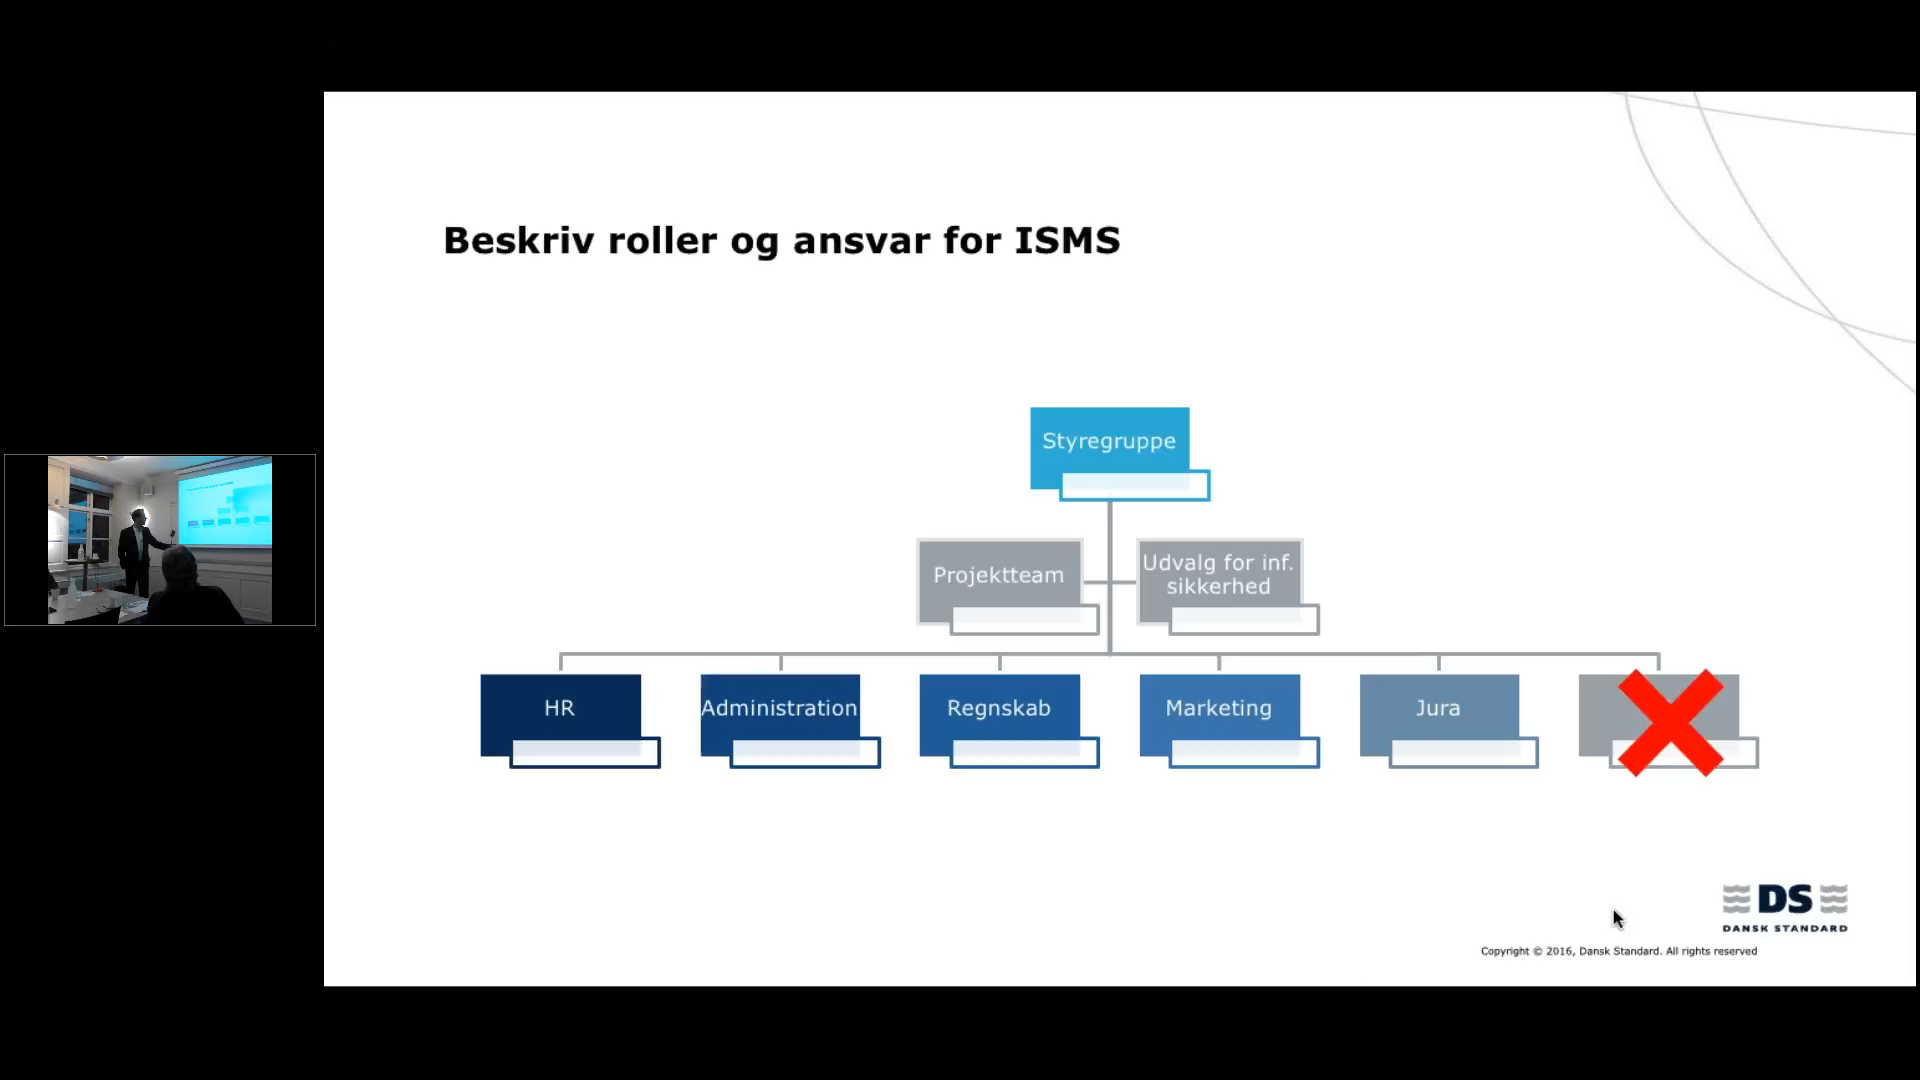 Beskriv roller og ansvar for ISMS
Styregruppe
Projektteam
Udvalg for inf.
sikkerhed
HR
Administration
Regnskab
Marketing
Jura
DS
DANSK STANDARD
Copyright © 2016, Dansk Standard. All rights reserved